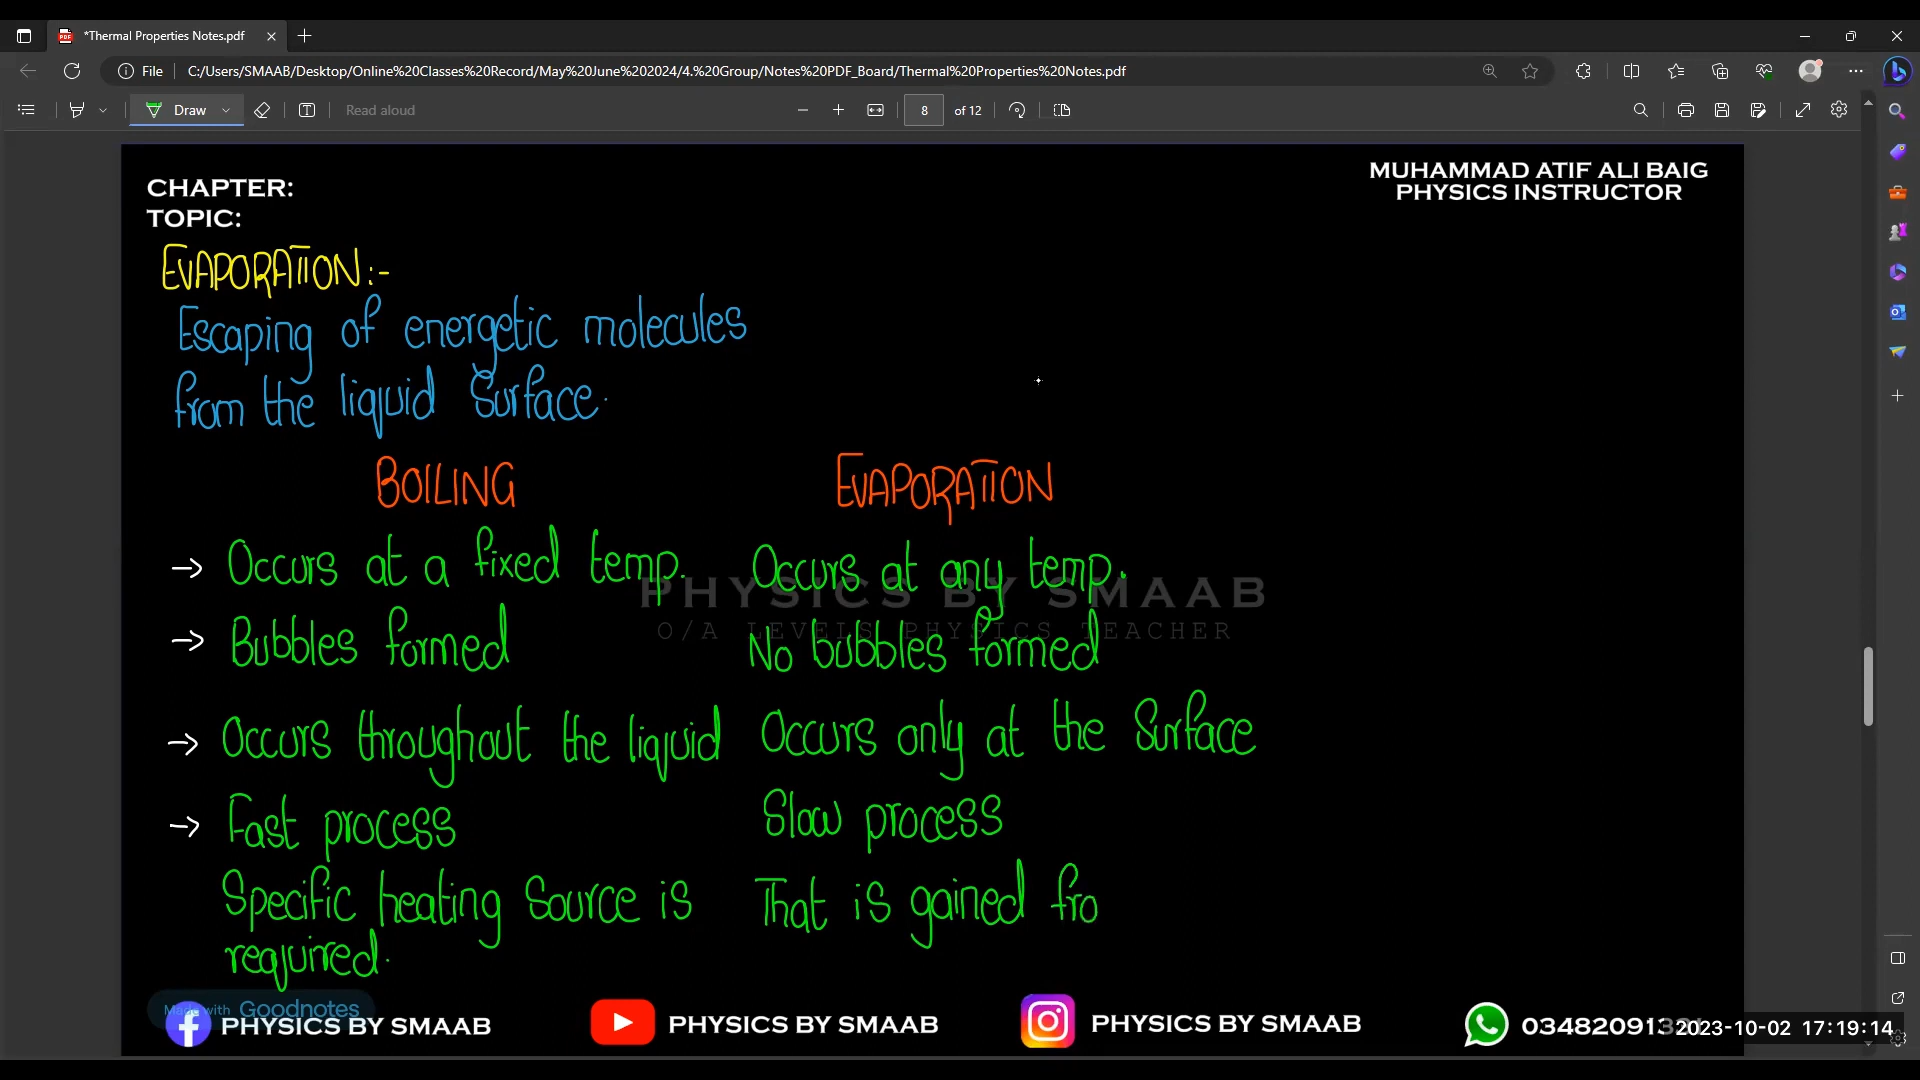 *Thermal Properties Notes.pdf
File C:/Users/SMAAB/Desktop/Online%20Classes%20Record/May%20June%202024/4.%20Group/Notes%20PDF_Board/Thermal%20Properties%20Notes.pdf
Draw Read aloud 8 of 12
CHAPTER:
TOPIC:
MUHAMMAD ATIF ALI BAIG
PHYSICS INSTRUCTOR
EVAPORATION:-
Escaping of energetic molecules
from the liquid Surface.
BOILING EVAPORATION
→ Occurs at a fixed temp. Occurs at any temp.
PHYSICS BY SMAAB
O/A LEVELS PHYSICS TEACHER
→ Bubbles formed No bubbles formed
→ Occurs throughout the liquid Occurs only at the Surface
→ Fast process Slow process
Specific heating Source is That is gained fro
required.
Made with Goodnotes
PHYSICS BY SMAAB PHYSICS BY SMAAB PHYSICS BY SMAAB
2023-10-02 17:19:14